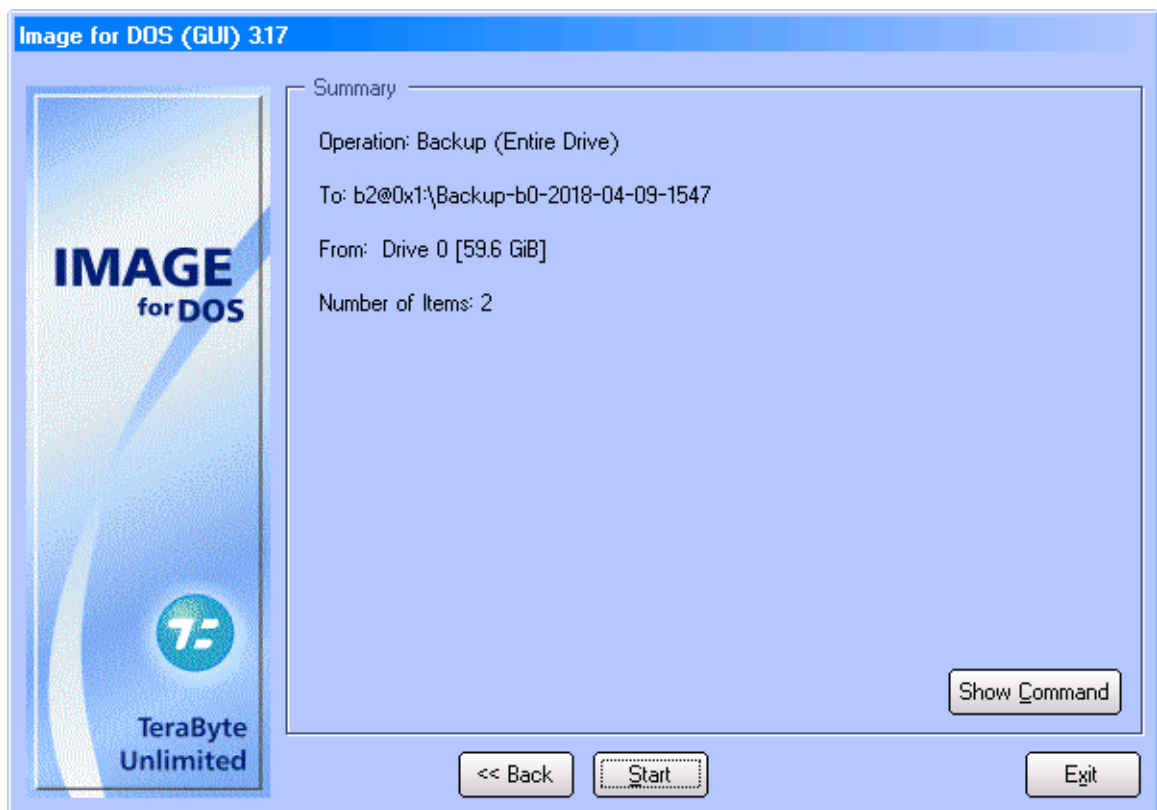 Image for DOS (GUI) 3.17
IMAGE
for DOS
TeraByte
Unlimited
Summary
Operation: Backup (Entire Drive)
To: b2@0x1:\Backup-b0-2018-04-09-1547
From: Drive 0 [59.6 GiB]
Number of Items: 2
Show Command
<< Back
Start
Exit